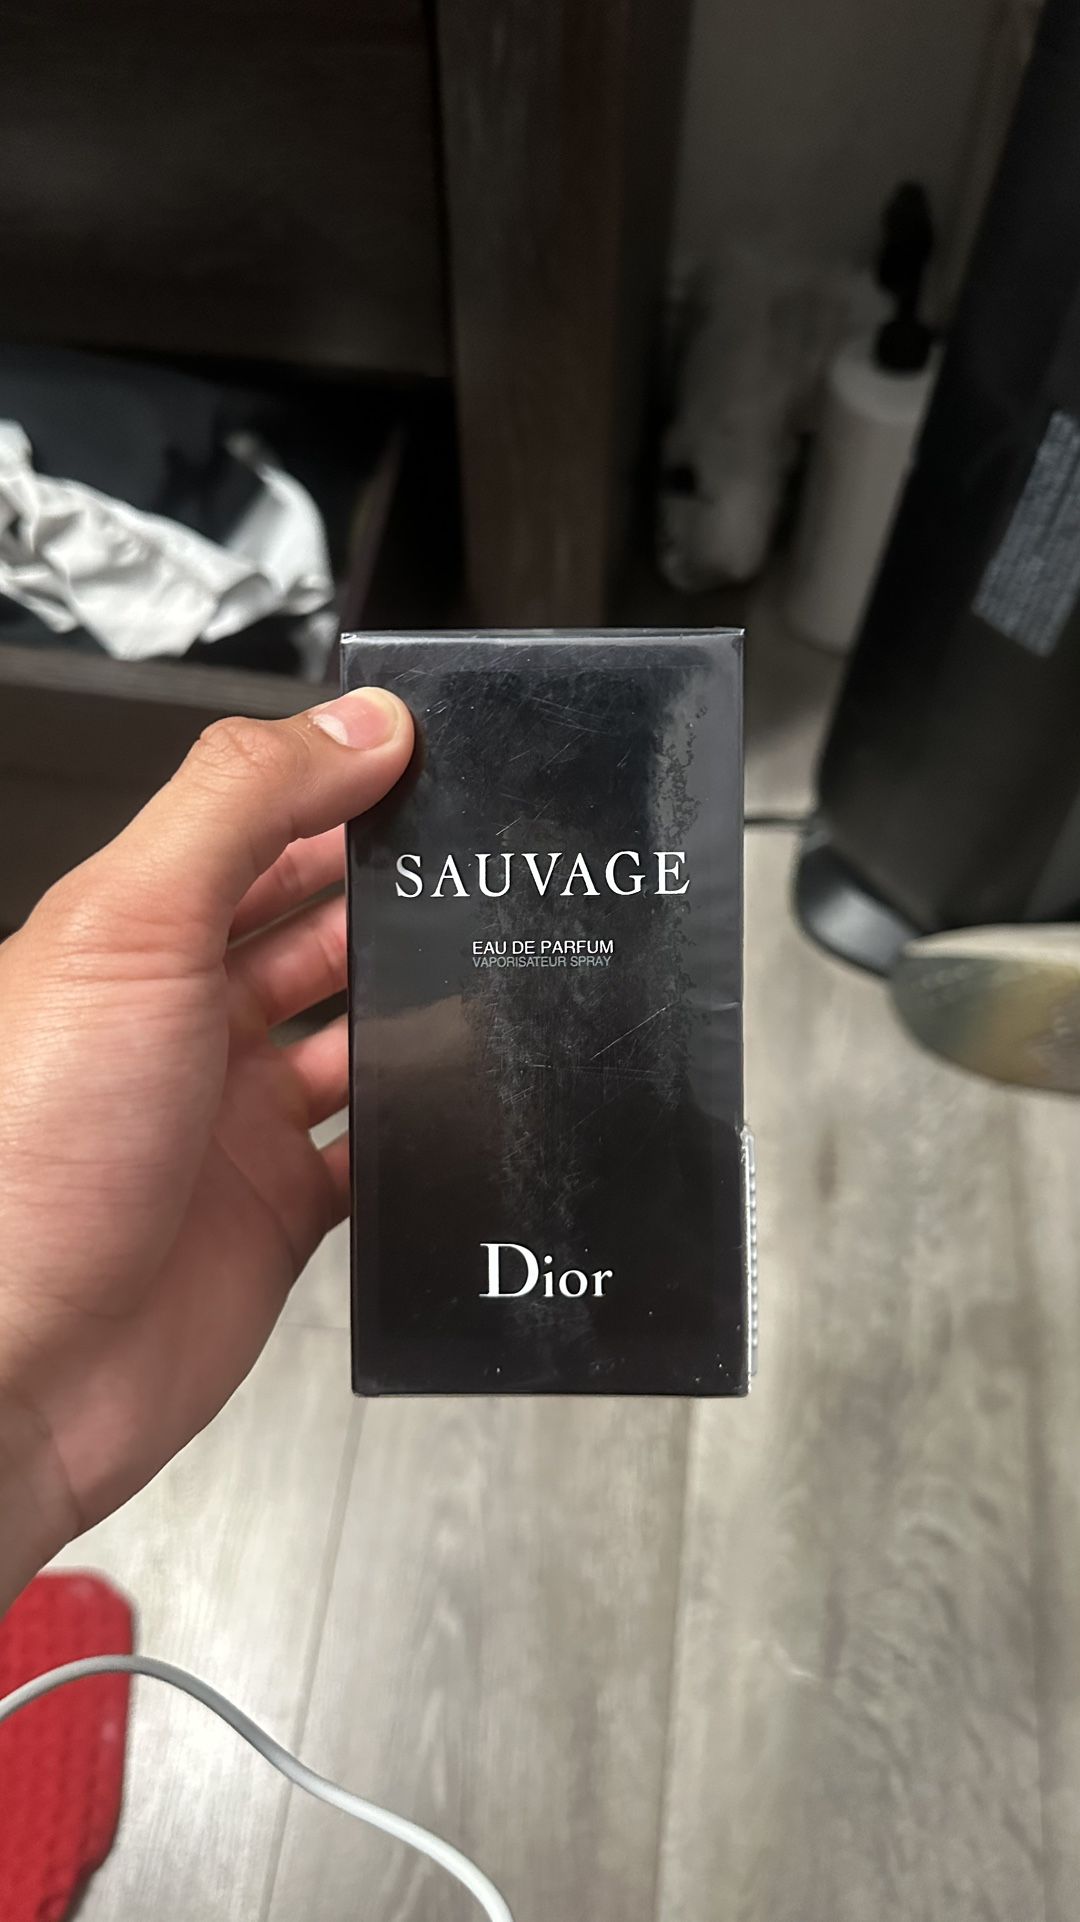 SAUVAGE
EAU DE PARFUM
VAPORISATEUR SPRAY
Dior